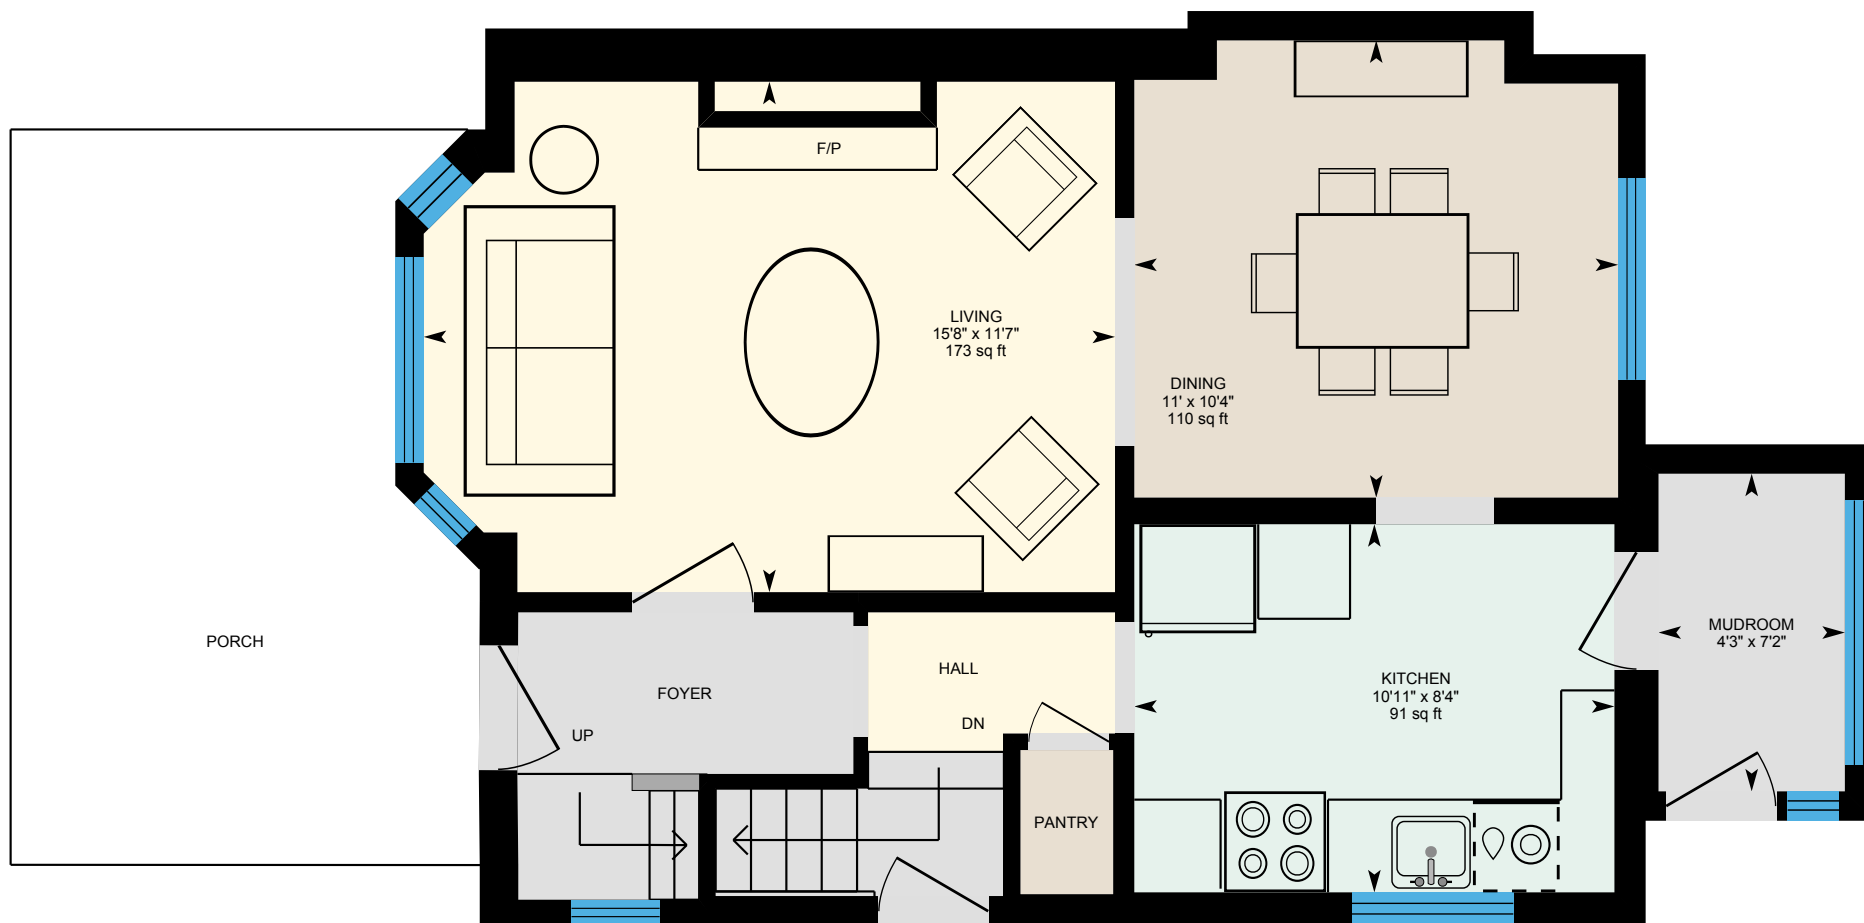 F/P
LIVING
15'8" x 11'7"
173 sq ft
DINING
11' x 10'4"
110 sq ft
PORCH
FOYER
UP
HALL
DN
PANTRY
KITCHEN
10'11" x 8'4"
91 sq ft
MUDROOM
4'3" x 7'2"